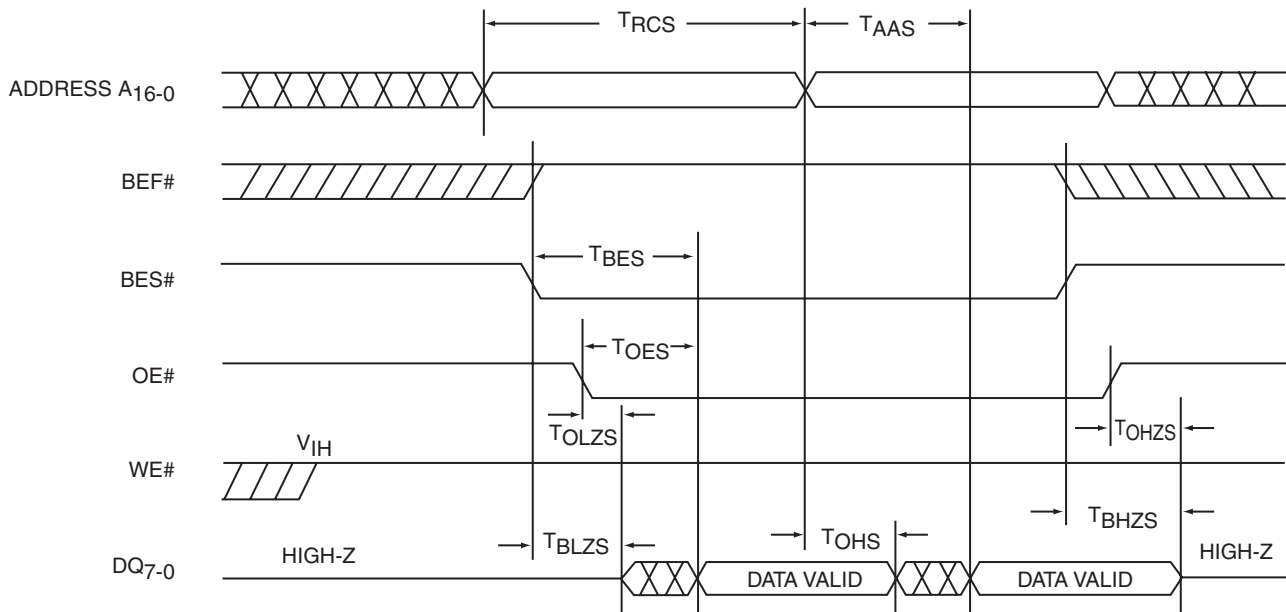 TRCS
TAAS
ADDRESS A16-0
BEF#
TBES
BES#
TOES
OE#
TOLZS
TOHZS
VIH
WE#
TBLZS
TOHS
TBHZS
HIGH-Z
HIGH-Z
DQ7-0
DATA VALID
DATA VALID